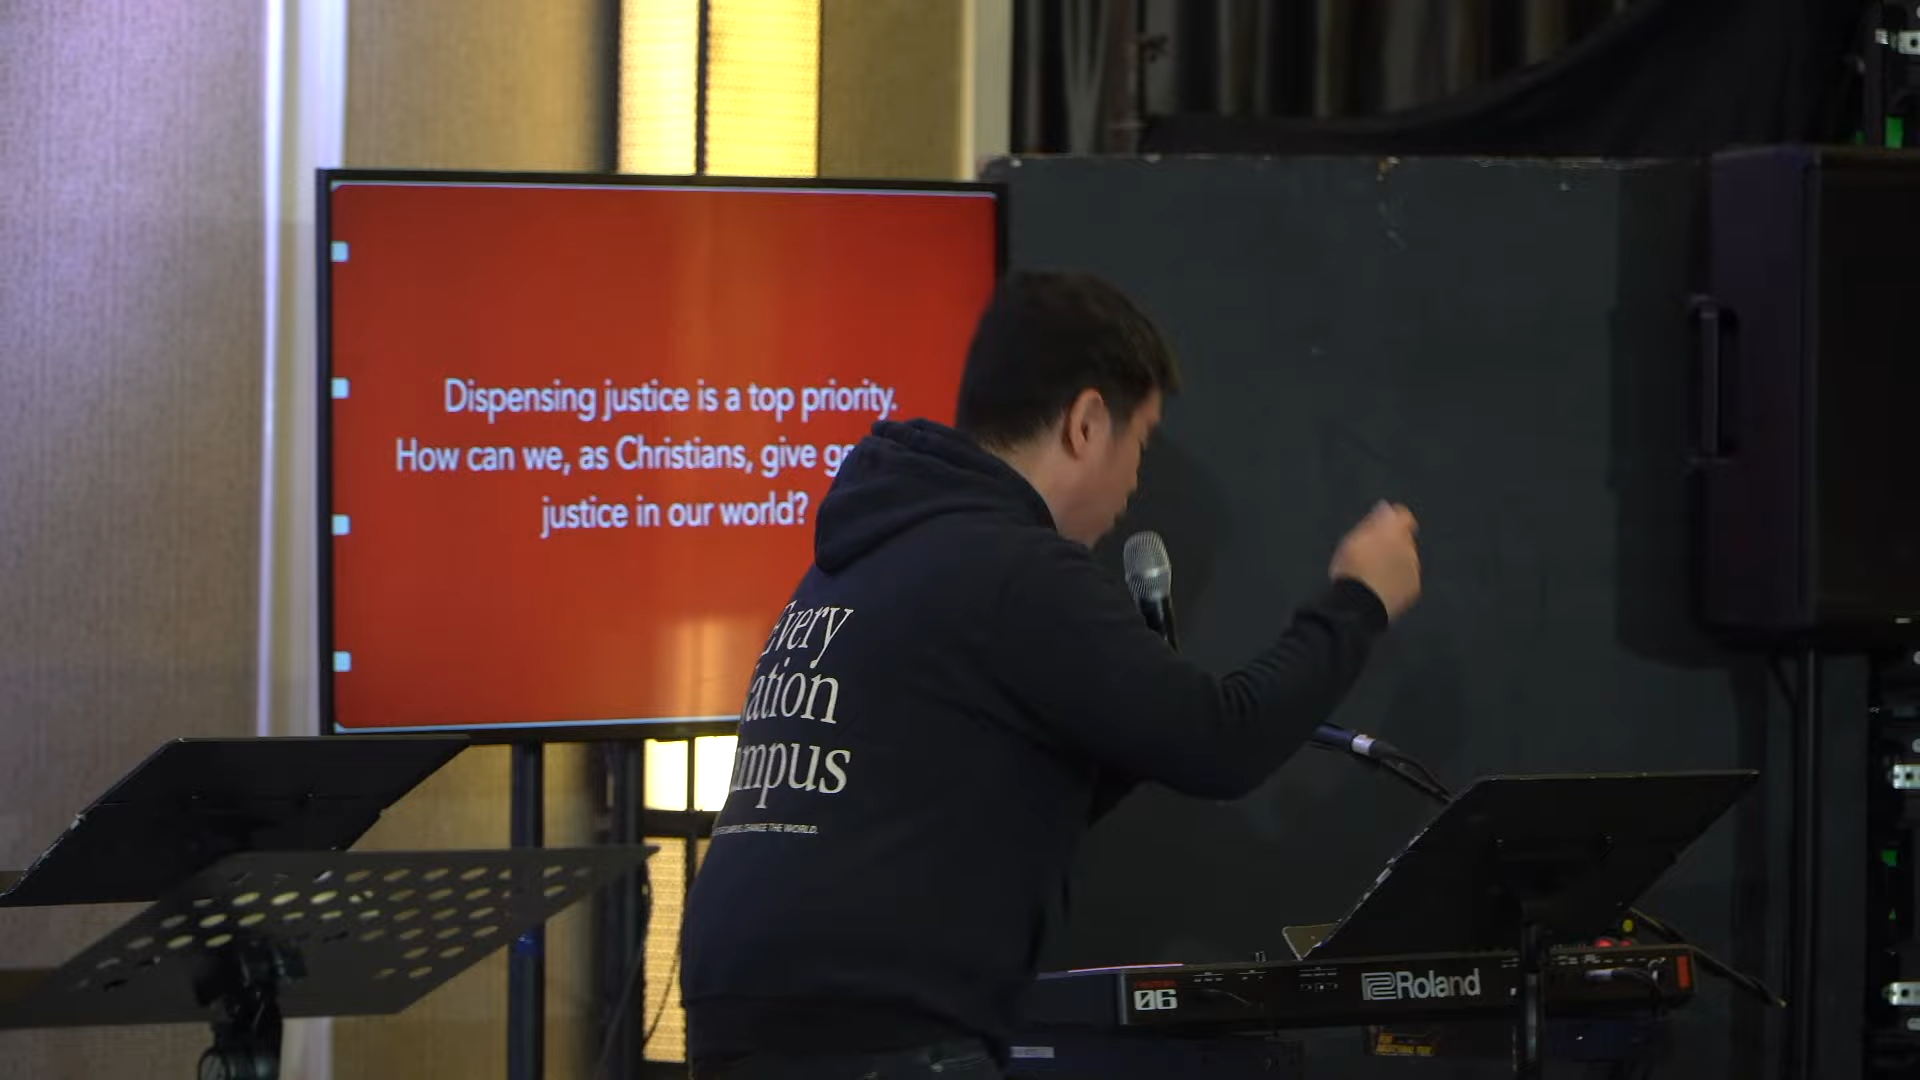 Dispensing justice is a top priority.
How can we, as Christians, give
justice in our world?
Every
ation
mpus
CHANGE THE WORLD.
06
Roland